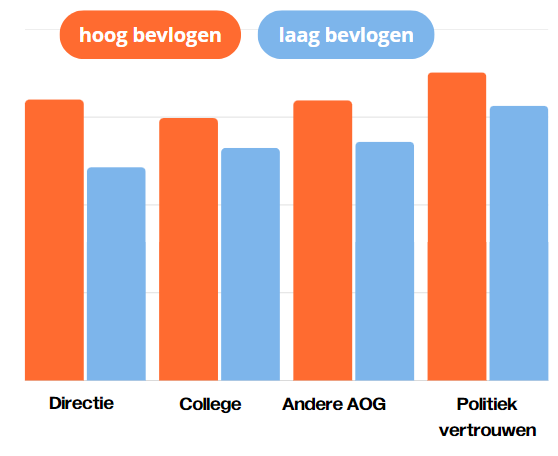 hoog bevlogen
laag bevlogen
Directie
College
Andere AOG
Politiek
vertrouwen